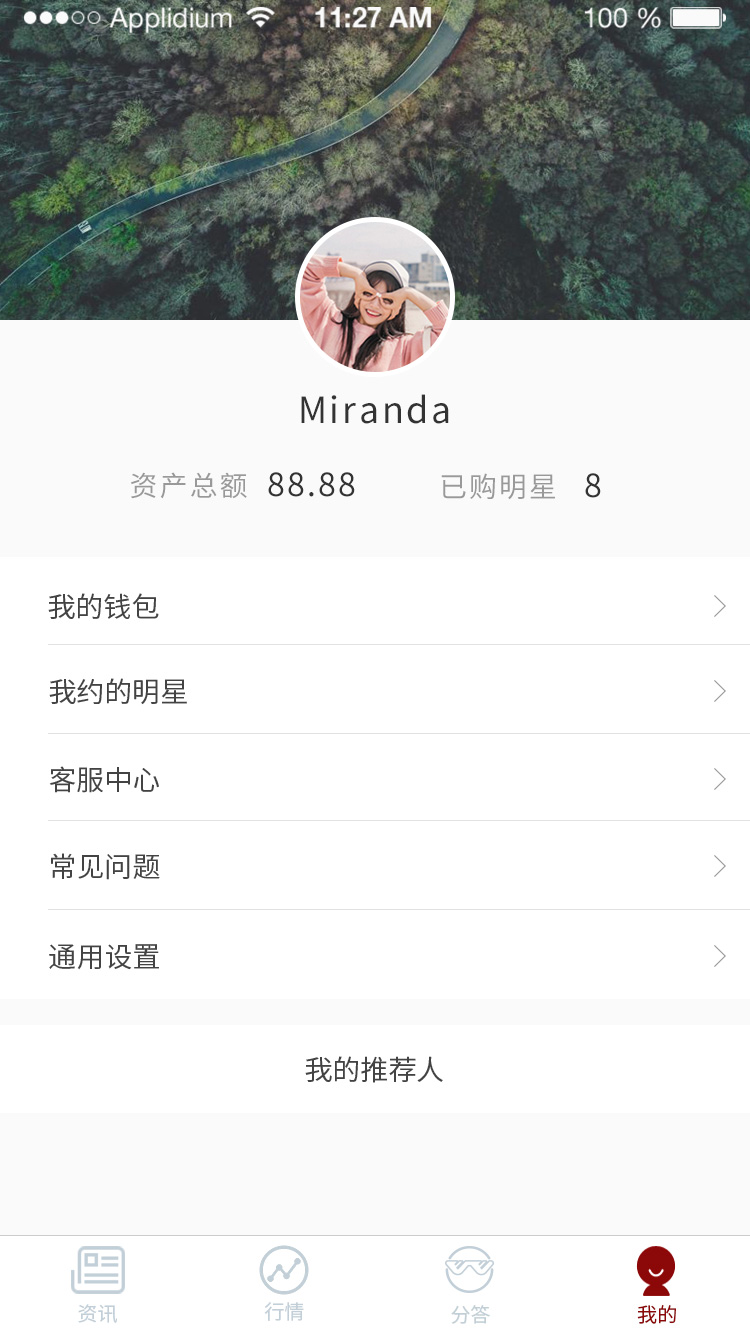 Applidium 11:27 AM 100 %
Miranda
资产总额 88.88 已购明星 8
我的钱包
我约的明星
客服中心
常见问题
通用设置
我的推荐人
资讯 行情 分答 我的